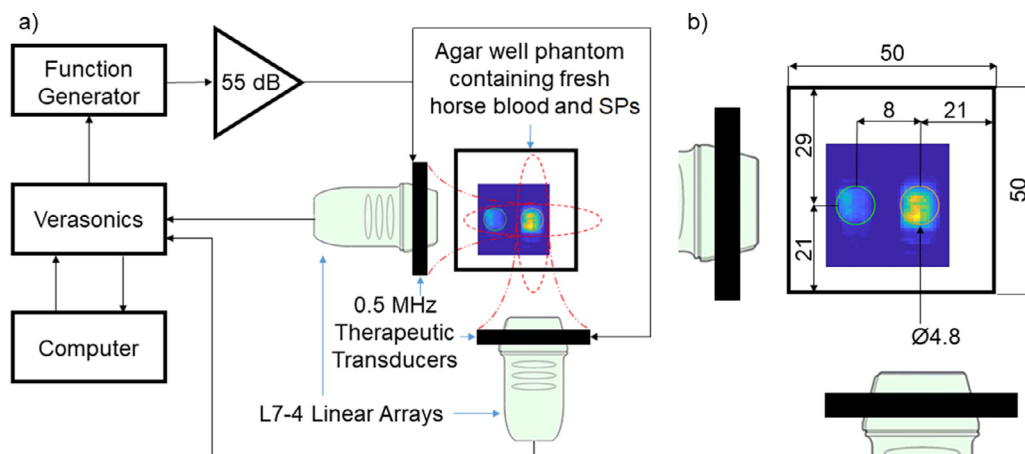 a)
Function
Generator
55 dB
Agar well phantom
containing fresh
horse blood and SPs
Verasonics
Computer
0.5 MHz
Therapeutic
Transducers
L7-4 Linear Arrays
b)
50
8
21
29
50
21
Ø4.8